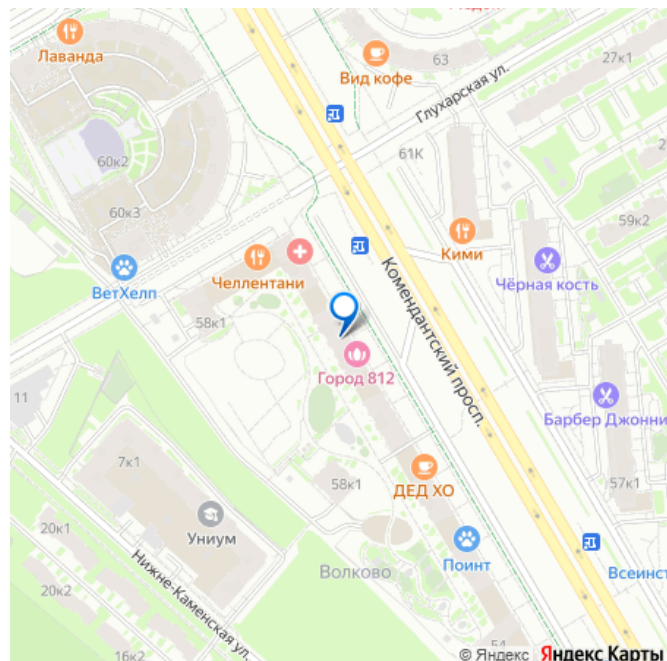 Лаванда
Вид кофе
63
27к1
Глухарская ул.
60к2
61К
60к3
59к2
ВетХелп
Челлентани
Кими
Чёрная кость
58к1
Комендантский просп.
Город 812
11
Барбер Джонни
7к1
58к1
ДЕД ХО
57к1
Униум
20к1
Нижне-Каменская ул.
Волково
Поинт
Всеинст
20к2
16к2
54
© Яндекс Яндекс Карты